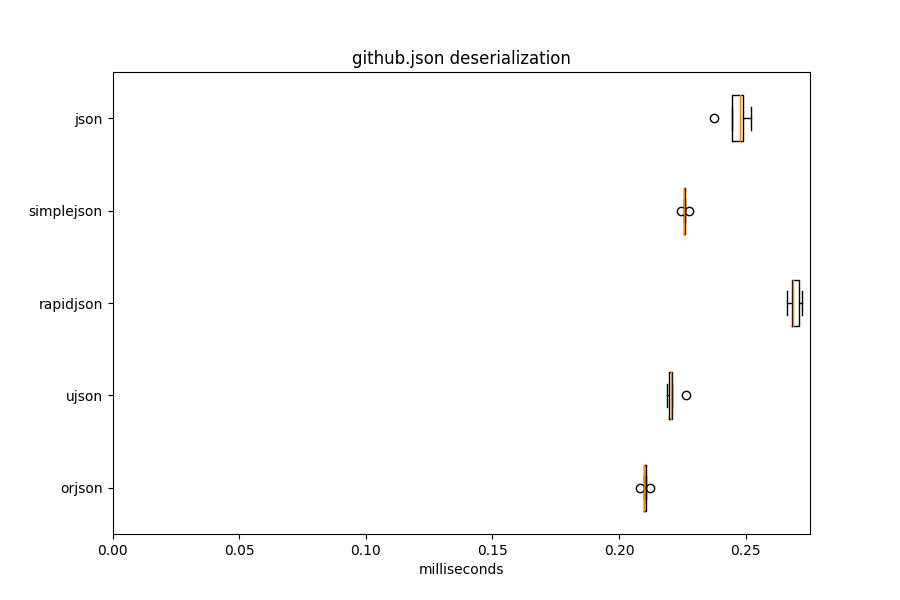 github.json deserialization
json
simplejson
rapidjson
ujson
orjson
0.00 0.05 0.10 0.15 0.20 0.25
milliseconds